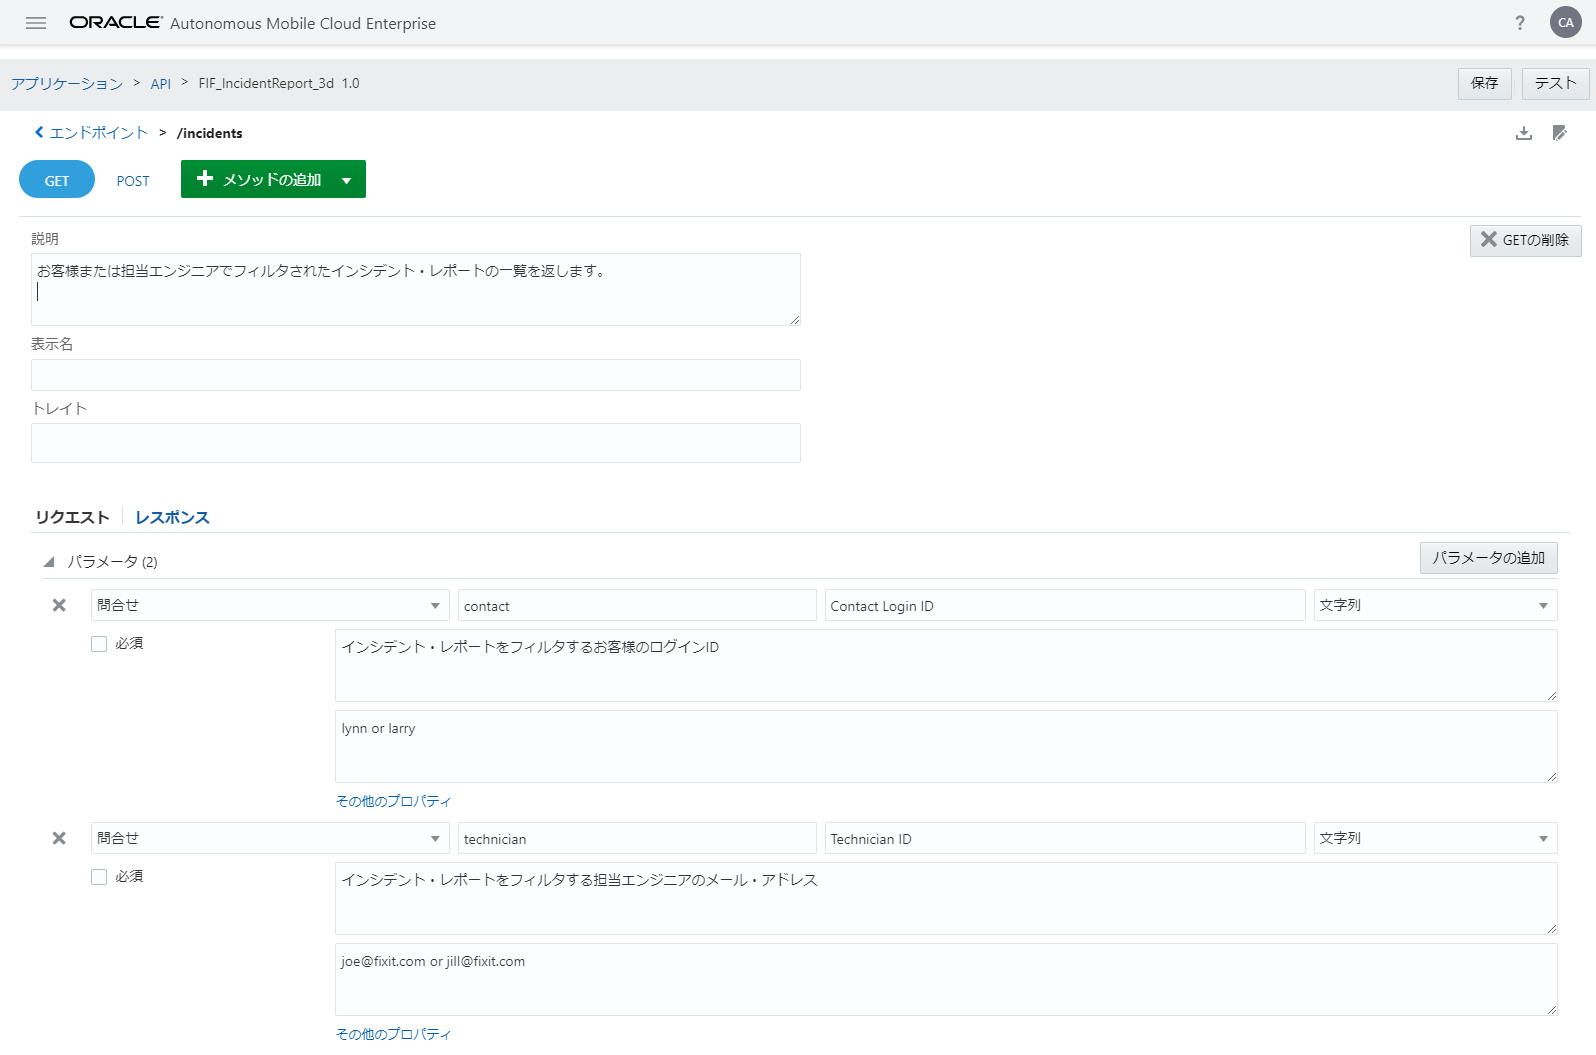 ORACLE Autonomous Mobile Cloud Enterprise ? CA
アプリケーション > API > FIF_IncidentReport_3d 1.0 保存 テスト
エンドポイント > /incidents
GET POST メソッドの追加
説明 GETの削除
お客様または担当エンジニアでフィルタされたインシデント・レポートの一覧を返します。
表示名
トレイト
リクエスト レスポンス
パラメータ (2) パラメータの追加
問合せ contact Contact Login ID 文字列
必須 インシデント・レポートをフィルタするお客様のログインID
lynn or larry
その他のプロパティ
問合せ technician Technician ID 文字列
必須 インシデント・レポートをフィルタする担当エンジニアのメール・アドレス
joe@fixit.com or jill@fixit.com
その他のプロパティ